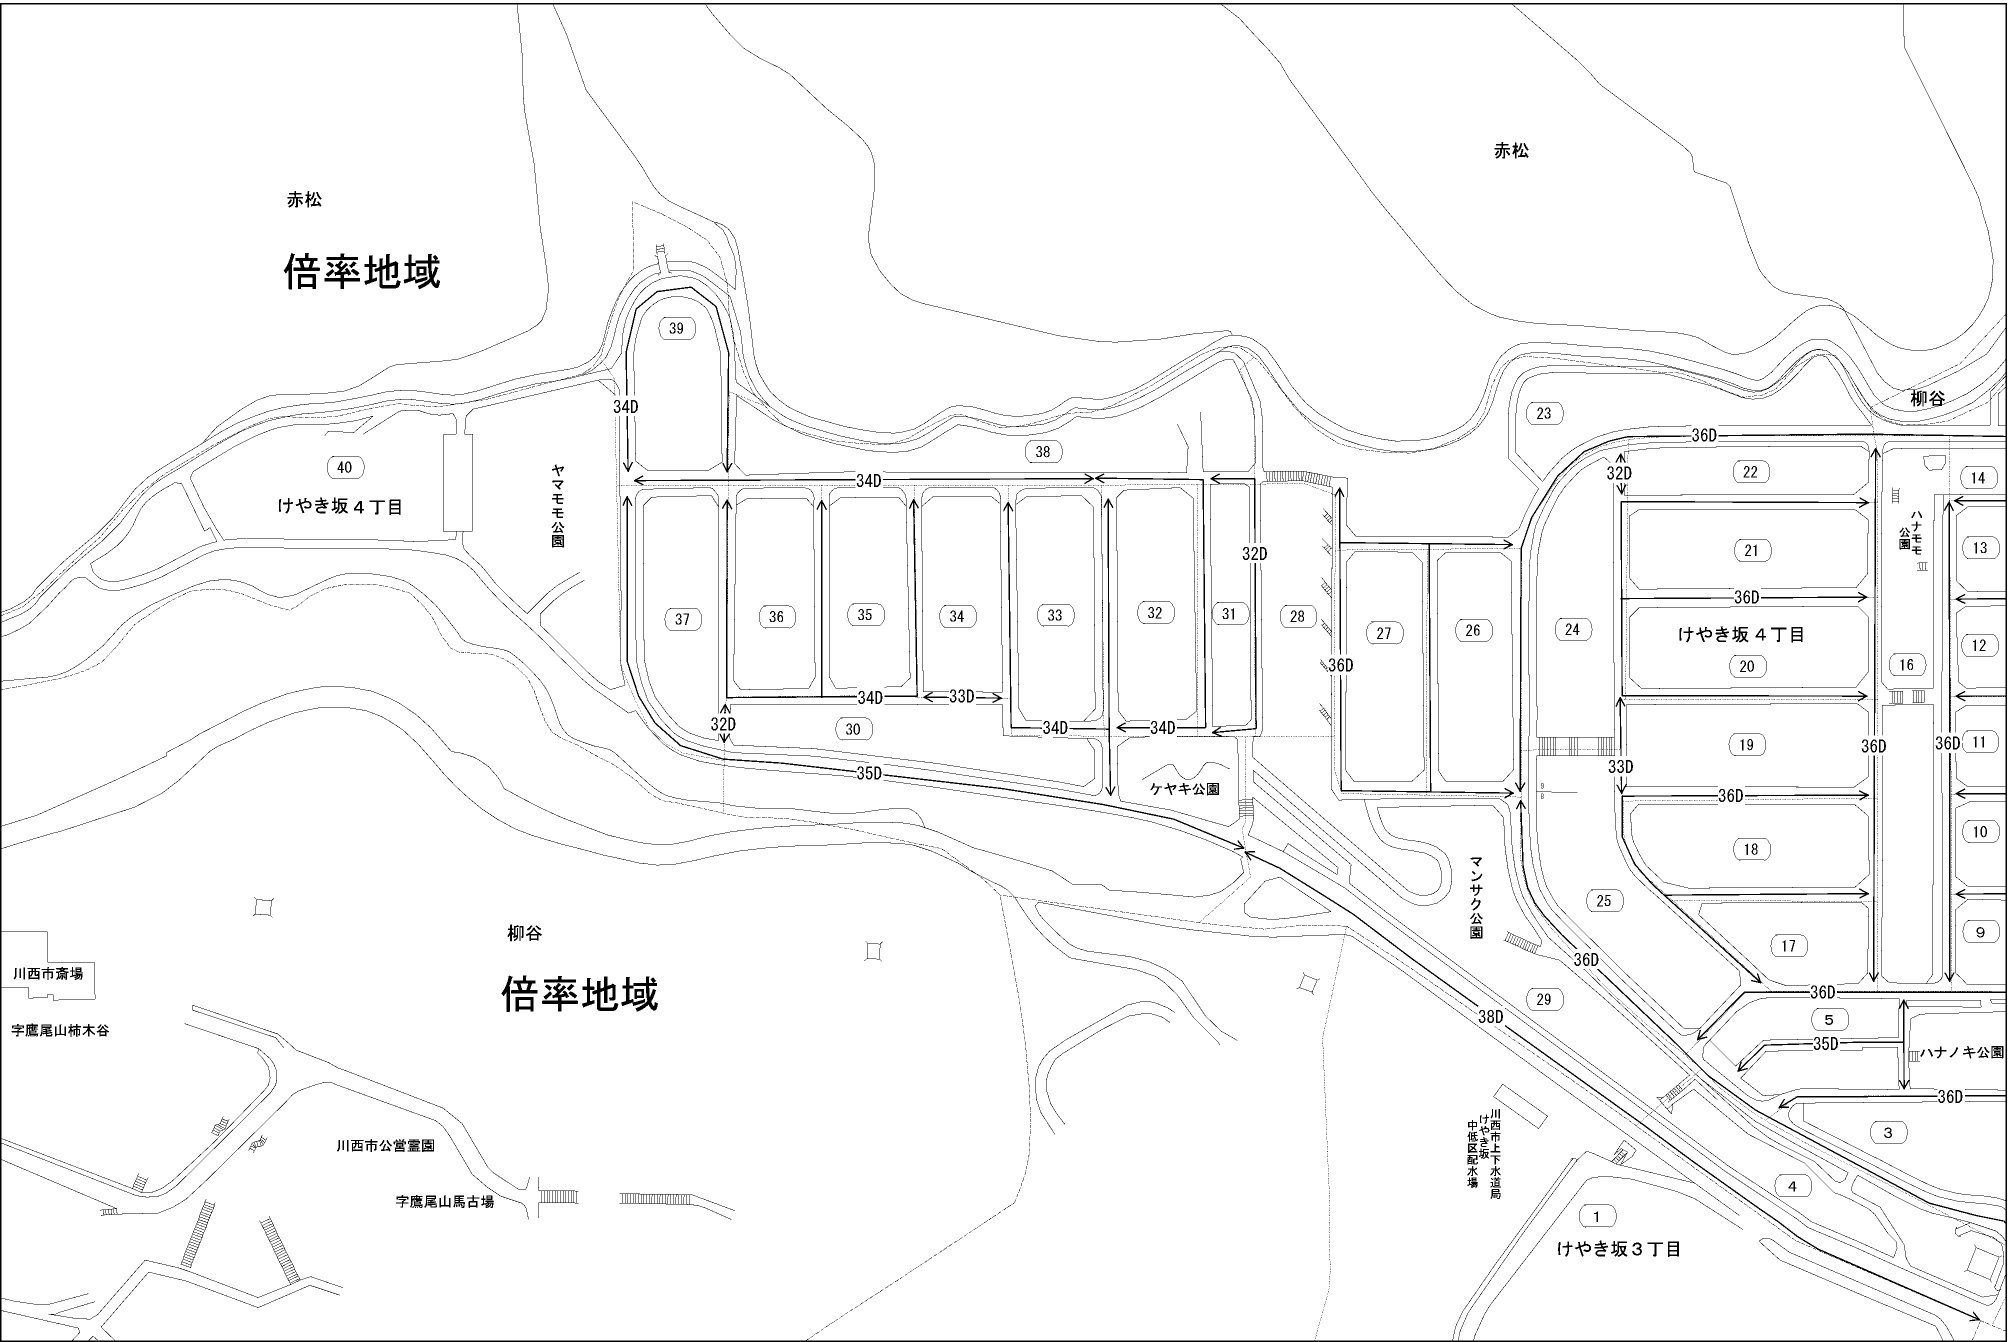 赤松
赤松
倍率地域
39
柳谷
34D
23
36D
38
22
32D
40
14
34D
けやき坂４丁目
ヤマモモ公園
ハナモモ
公園
21
13
32D
36D
37
36
35
34
33
32
31
28
27
26
24
けやき坂４丁目
12
20
16
36D
34D
33D
32D
30
34D
34D
19
36D
36D
11
33D
35D
ケヤキ公園
36D
10
18
マンサク公園
25
柳谷
9
17
36D
川西市斎場
倍率地域
36D
29
38D
5
字鷹尾山柿木谷
35D
ハナノキ公園
36D
川西市上下水道局
けやき坂
中低区配水場
3
川西市公営霊園
4
字鷹尾山馬古場
1
けやき坂３丁目